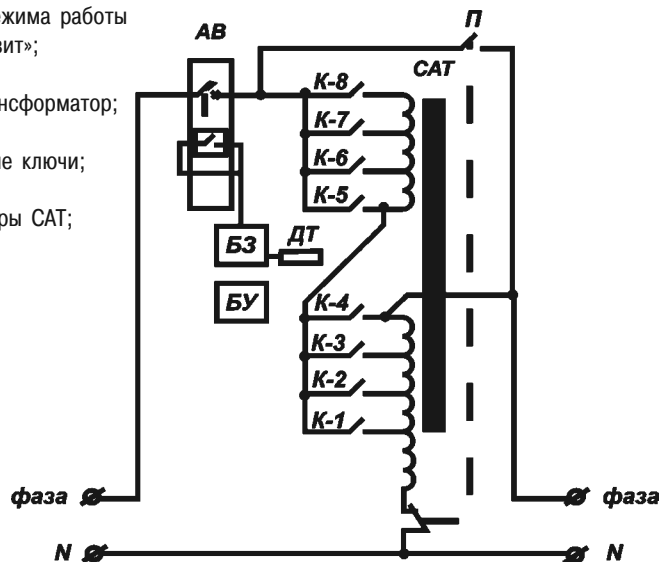 ежима работы
вит»;
нсформатор;
е ключи;
ры САТ;
АВ
П
САТ
К-8
К-7
К-6
К-5
БЗ
ДТ
БУ
К-4
К-3
К-2
К-1
фаза
фаза
N
N